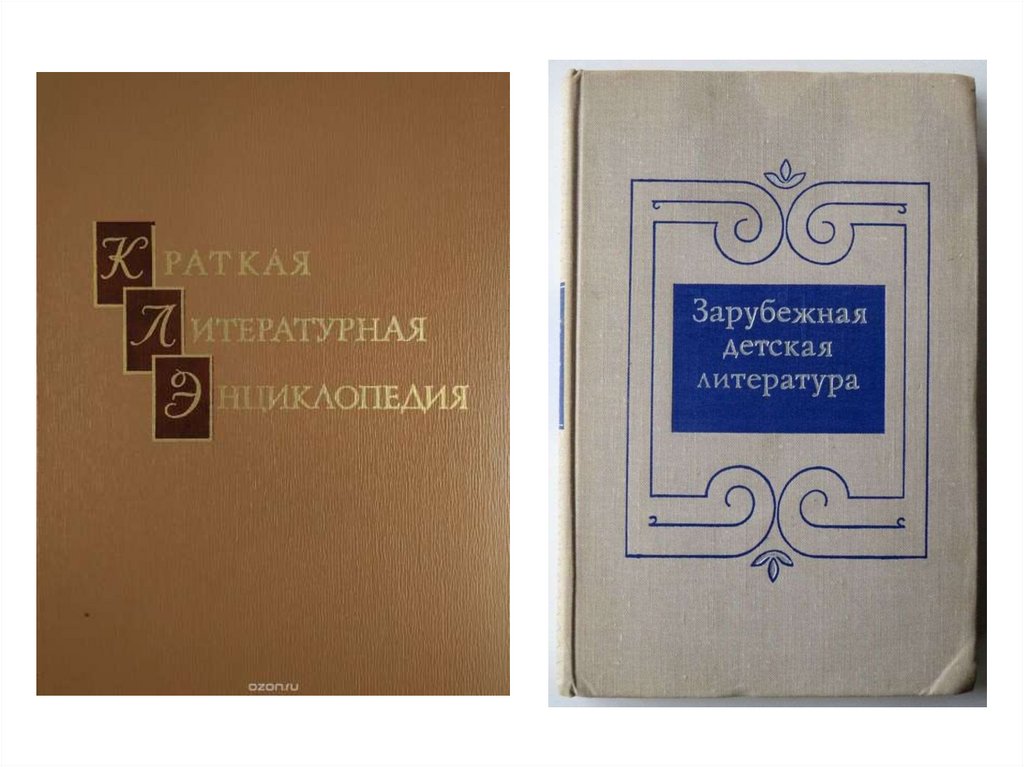 КРАТКАЯ
ЛИТЕРАТУРНАЯ
ЭНЦИКЛОПЕДИЯ
ozon.ru
Зарубежная
детская
литература